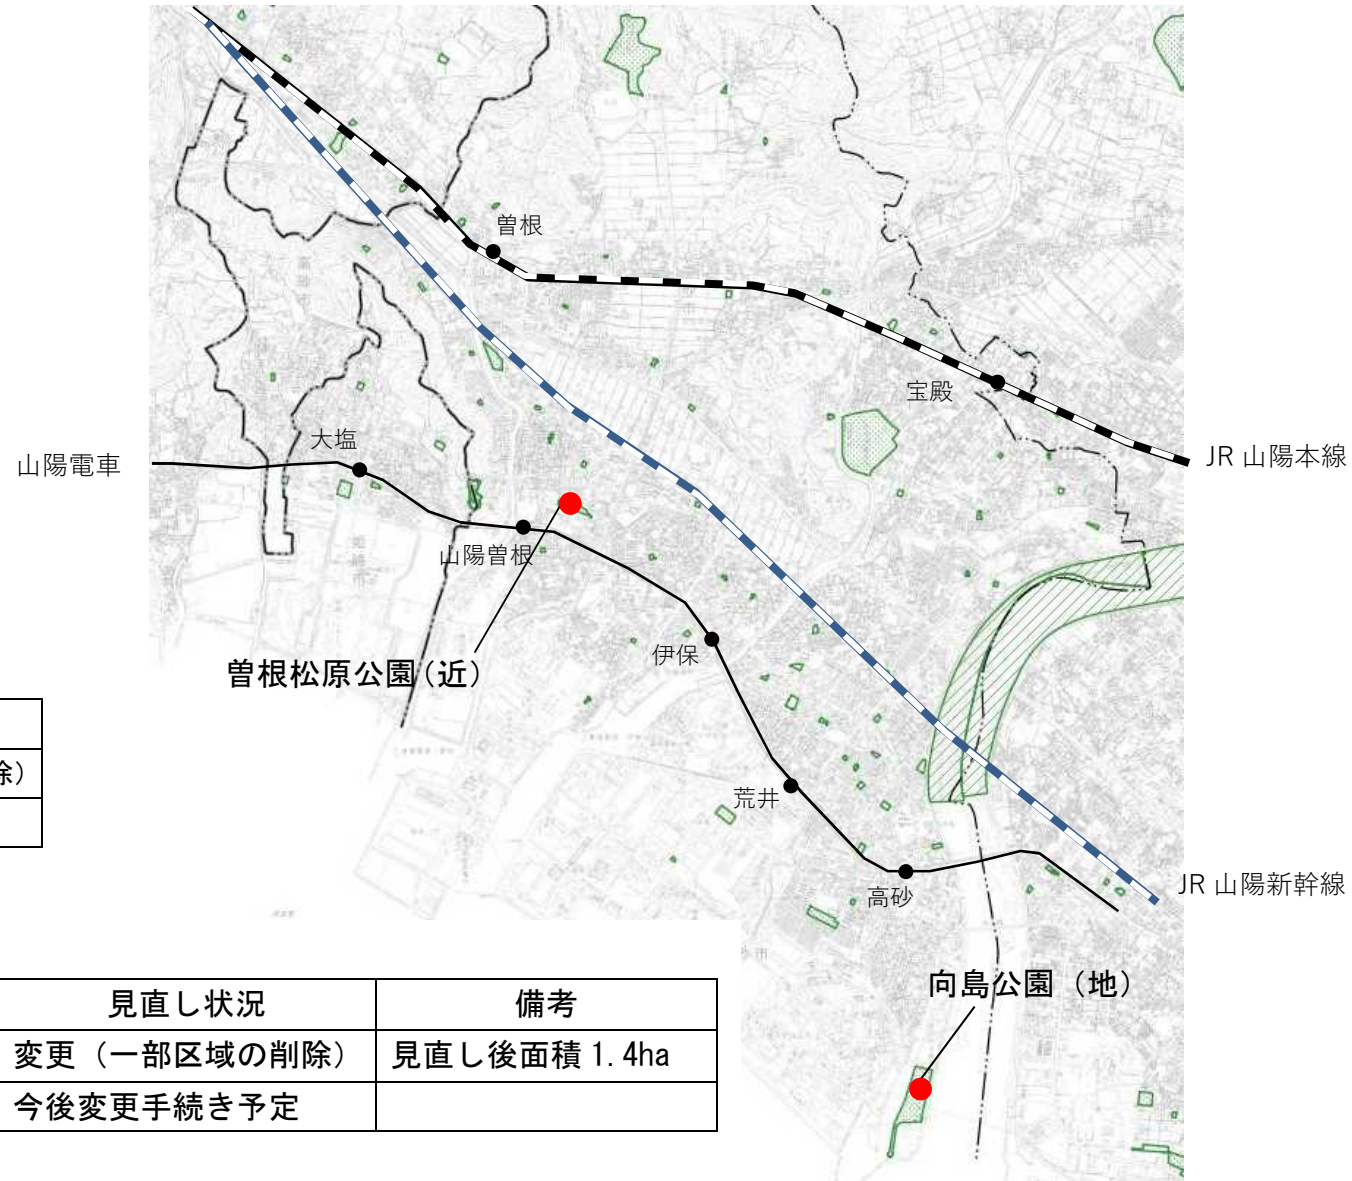 曽根
宝殿
大塩
山陽電車
JR 山陽本線
山陽曽根
曽根松原公園(近)
伊保
除)
荒井
高砂
JR 山陽新幹線
向島公園（地）
見直し状況 備考
変更（一部区域の削除） 見直し後面積 1.4ha
今後変更手続き予定